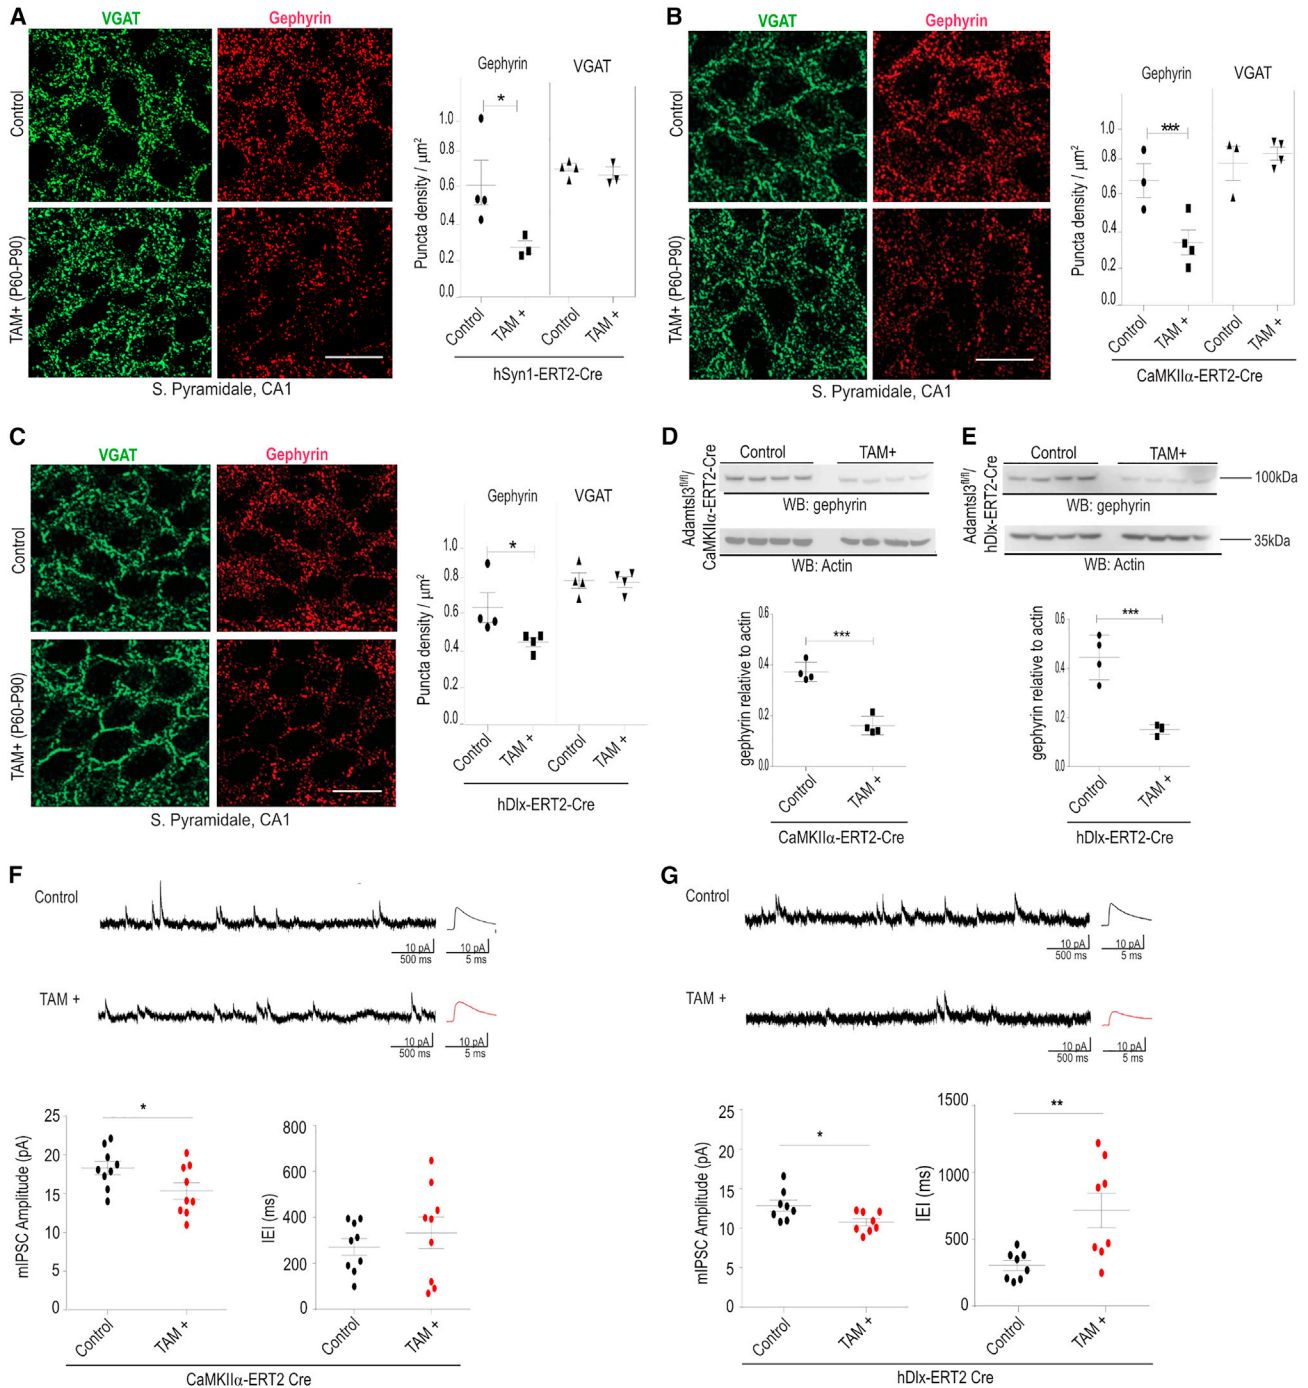 A
VGAT
Gephyrin
Control
TAM+ (P60-P90)
S. Pyramidale, CA1
Gephyrin
VGAT
*
Puncta density / μm2
1.0
0.8
0.6
0.4
0.2
0.0
Control
TAM +
Control
TAM +
hSyn1-ERT2-Cre
B
VGAT
Gephyrin
Control
TAM+ (P60-P90)
S. Pyramidale, CA1
Gephyrin
VGAT
***
Puncta density / μm2
1.0
0.8
0.6
0.4
0.2
0.0
Control
TAM +
Control
TAM +
CaMKIIα-ERT2-Cre
C
VGAT
Gephyrin
Control
TAM+ (P60-P90)
S. Pyramidale, CA1
Gephyrin
VGAT
*
Puncta density / μm2
1.0
0.8
0.6
0.4
0.2
0.0
Control
TAM +
Control
TAM +
hDlx-ERT2-Cre
D
Adamtsl3fl/fl/
CaMKIIα-ERT2-Cre
Control
TAM+
WB: gephyrin
WB: Actin
gephyrin relative to actin
0.6
0.4
0.2
0.0
***
Control
TAM +
CaMKIIα-ERT2-Cre
E
Adamtsl3fl/fl/
hDlx-ERT2-Cre
Control
TAM+
100kDa
WB: gephyrin
35kDa
WB: Actin
gephyrin relative to actin
0.6
0.5
0.4
0.3
0.2
0.1
0.0
***
Control
TAM +
hDlx-ERT2-Cre
F
Control
10 pA
500 ms
10 pA
5 ms
TAM +
10 pA
500 ms
10 pA
5 ms
mIPSC Amplitude (pA)
25
20
15
10
5
0
*
Control
TAM +
IEI (ms)
800
600
400
200
0
Control
TAM +
CaMKIIα-ERT2 Cre
G
Control
10 pA
500 ms
10 pA
5 ms
TAM +
10 pA
500 ms
10 pA
5 ms
mIPSC Amplitude (pA)
25
20
15
10
5
0
*
Control
TAM +
IEI (ms)
1500
1000
500
0
**
Control
TAM +
hDlx-ERT2 Cre